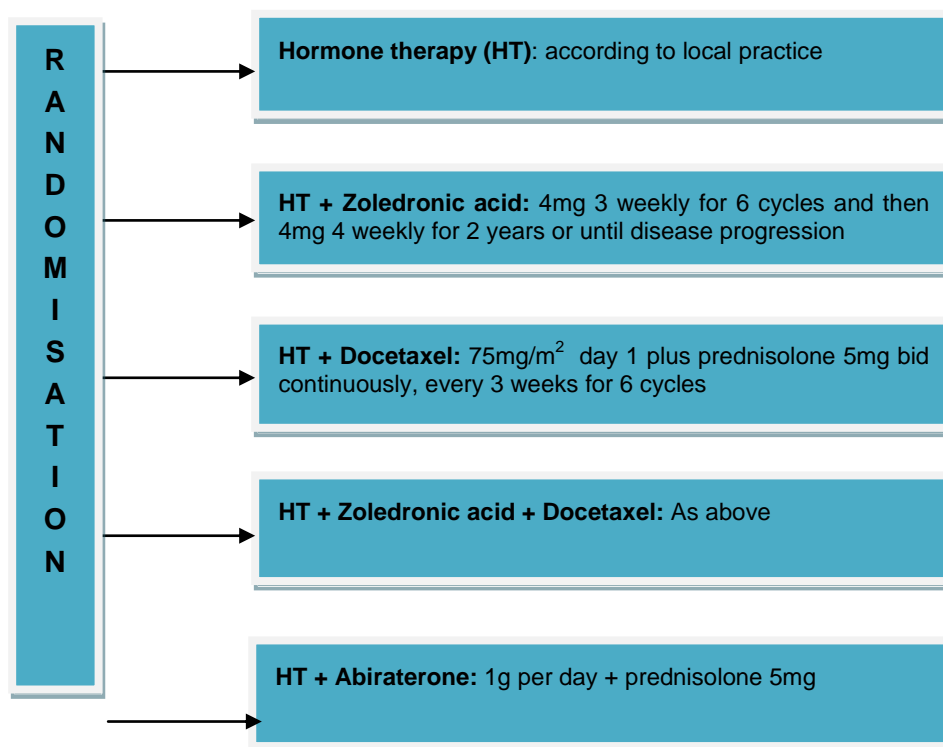 RANDOMISATION
Hormone therapy (HT): according to local practice
HT + Zoledronic acid: 4mg 3 weekly for 6 cycles and then
4mg 4 weekly for 2 years or until disease progression
HT + Docetaxel: 75mg/m² day 1 plus prednisolone 5mg bid
continuously, every 3 weeks for 6 cycles
HT + Zoledronic acid + Docetaxel: As above
HT + Abiraterone: 1g per day + prednisolone 5mg